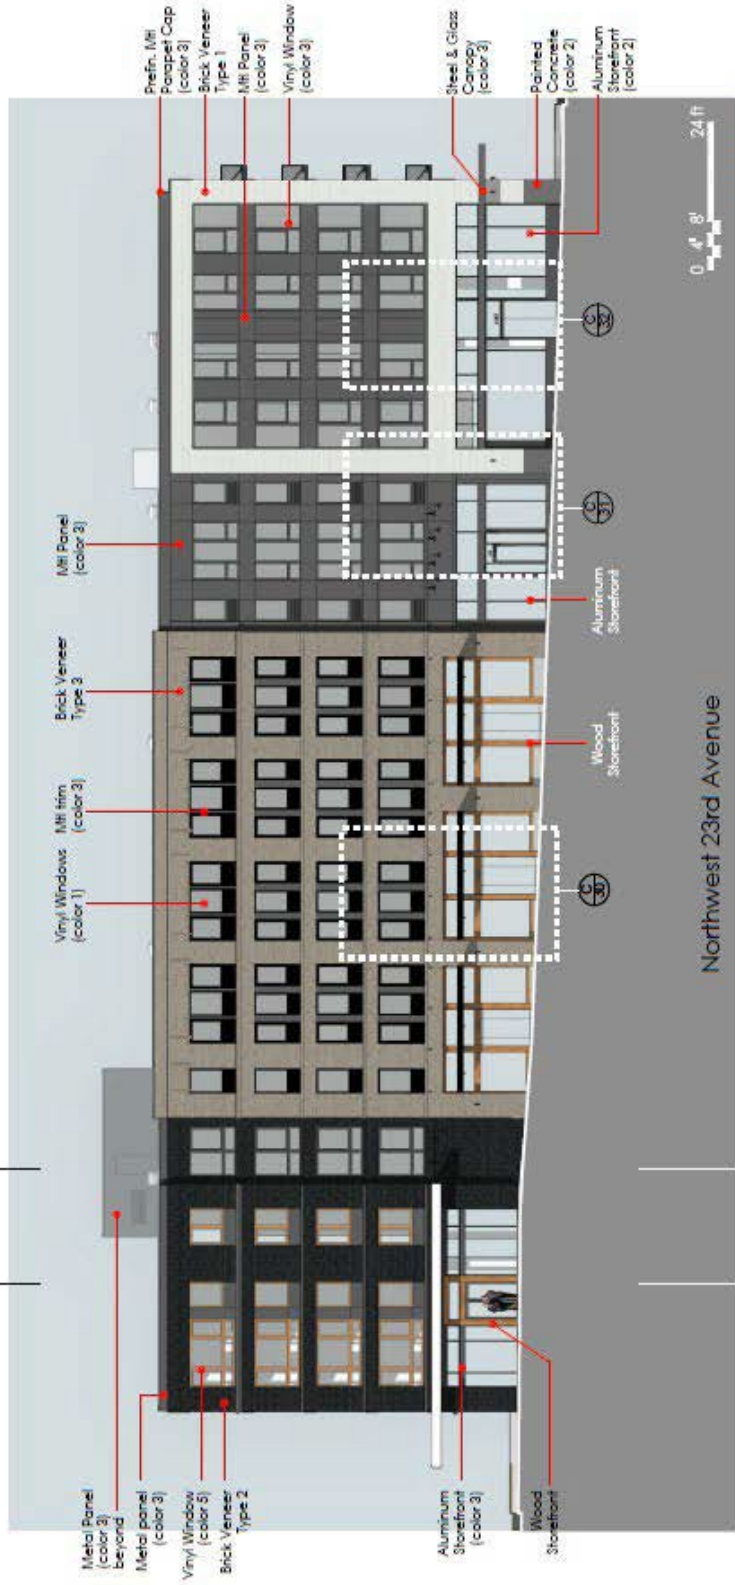 Metal Panel
(color 3)
beyond
Metal panel
(color 3)
Vinyl Window
(color 5)
Brick Veneer
Type 2
Aluminum
Storefront
(color 3)
Wood
Storefront
Vinyl Windows
(color 1)
Mtl trim
(color 3)
Brick Veneer
Type 3
Mtl Panel
(color 3)
Wood
Storefront
Aluminum
Storefront
C
30
C
31
C
32
Prefin. Mtl
Parapet Cap
(color 3)
Brick Veneer
Type 1
Mtl Panel
(color 3)
Vinyl Window
(color 3)
Steel & Glass
Canopy
(color 3)
Painted
Concrete
(color 2)
Aluminum
Storefront
(color 2)
Northwest 23rd Avenue
0 4' 8' 24 ft